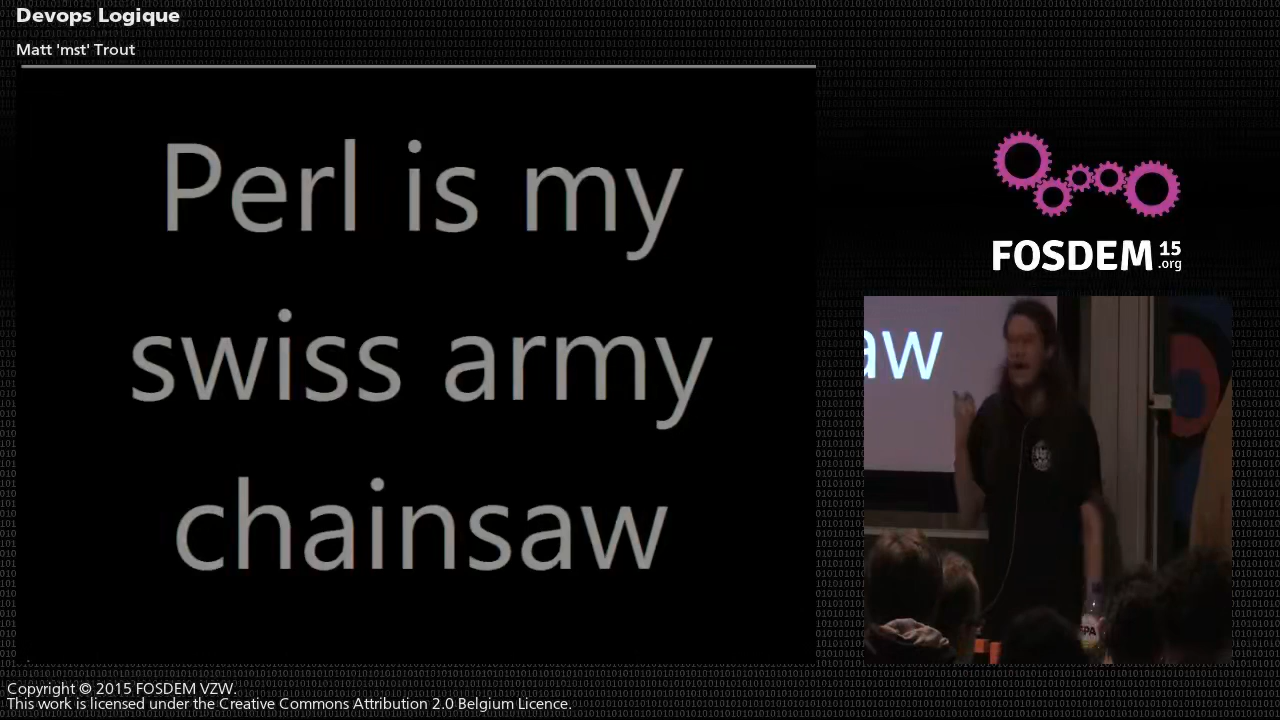 Devops Logique
Matt 'mst' Trout
Perl is my
swiss army
chainsaw
FOSDEM 15
.org
aw
Copyright © 2015 FOSDEM VZW.
This work is licensed under the Creative Commons Attribution 2.0 Belgium Licence.